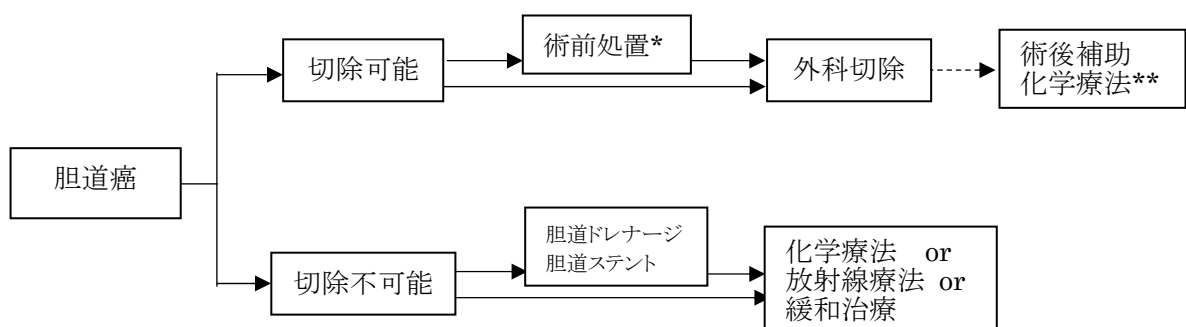 術前処置*
切除可能
外科切除
術後補助
化学療法**
胆道癌
胆道ドレナージ
胆道ステント
切除不可能
化学療法 or
放射線療法 or
緩和治療